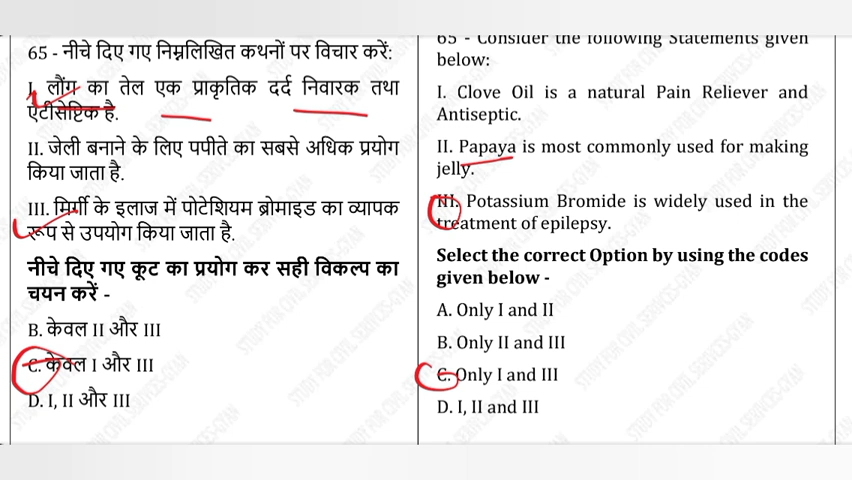 65 - नीचे दिए गए निम्नलिखित कथनों पर विचार करें:
I. लौंग का तेल एक प्राकृतिक दर्द निवारक तथा
एंटीसेप्टिक है.
II. जेली बनाने के लिए पपीते का सबसे अधिक प्रयोग
किया जाता है.
III. मिर्गी के इलाज में पोटेशियम ब्रोमाइड का व्यापक
रूप से उपयोग किया जाता है.
नीचे दिए गए कूट का प्रयोग कर सही विकल्प का
चयन करें -
B. केवल II और III
C. केवल I और III
D. I, II और III
65 - Consider the following Statements given
below:
I. Clove Oil is a natural Pain Reliever and
Antiseptic.
II. Papaya is most commonly used for making
jelly.
III. Potassium Bromide is widely used in the
treatment of epilepsy.
Select the correct Option by using the codes
given below -
A. Only I and II
B. Only II and III
C. Only I and III
D. I, II and III